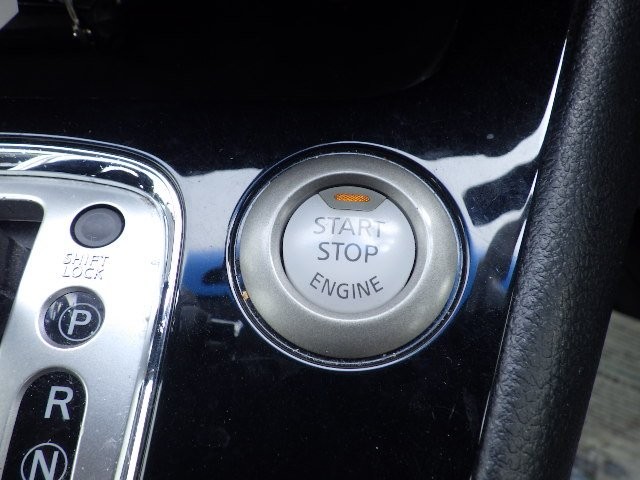 START
STOP
ENGINE
SHIFT
LOCK
P
R
N